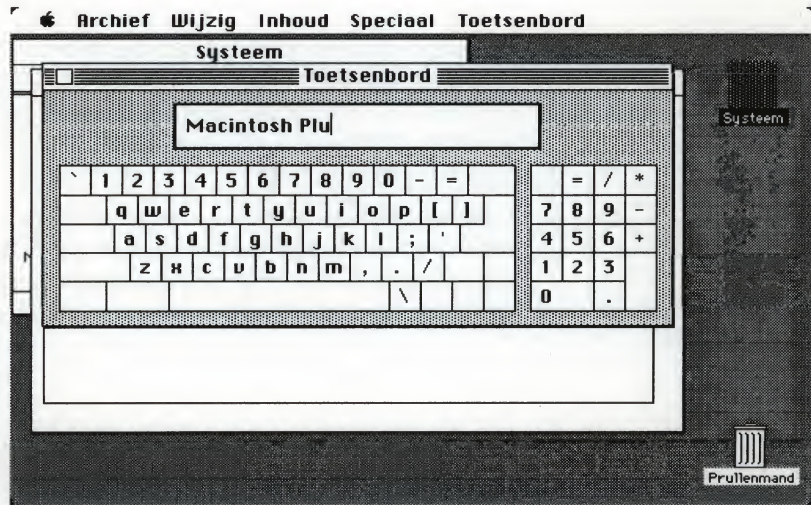 Archief Wijzig Inhoud Speciaal Toetsenbord
Systeem
Toetsenbord
Macintosh Plu
Systeem
` 1 2 3 4 5 6 7 8 9 0 - = = / *
q w e r t y u i o p [ ] 7 8 9 -
a s d f g h j k l ; ' 4 5 6 +
z x c v b n m , . / 1 2 3
\ 0 .
Prullenmand